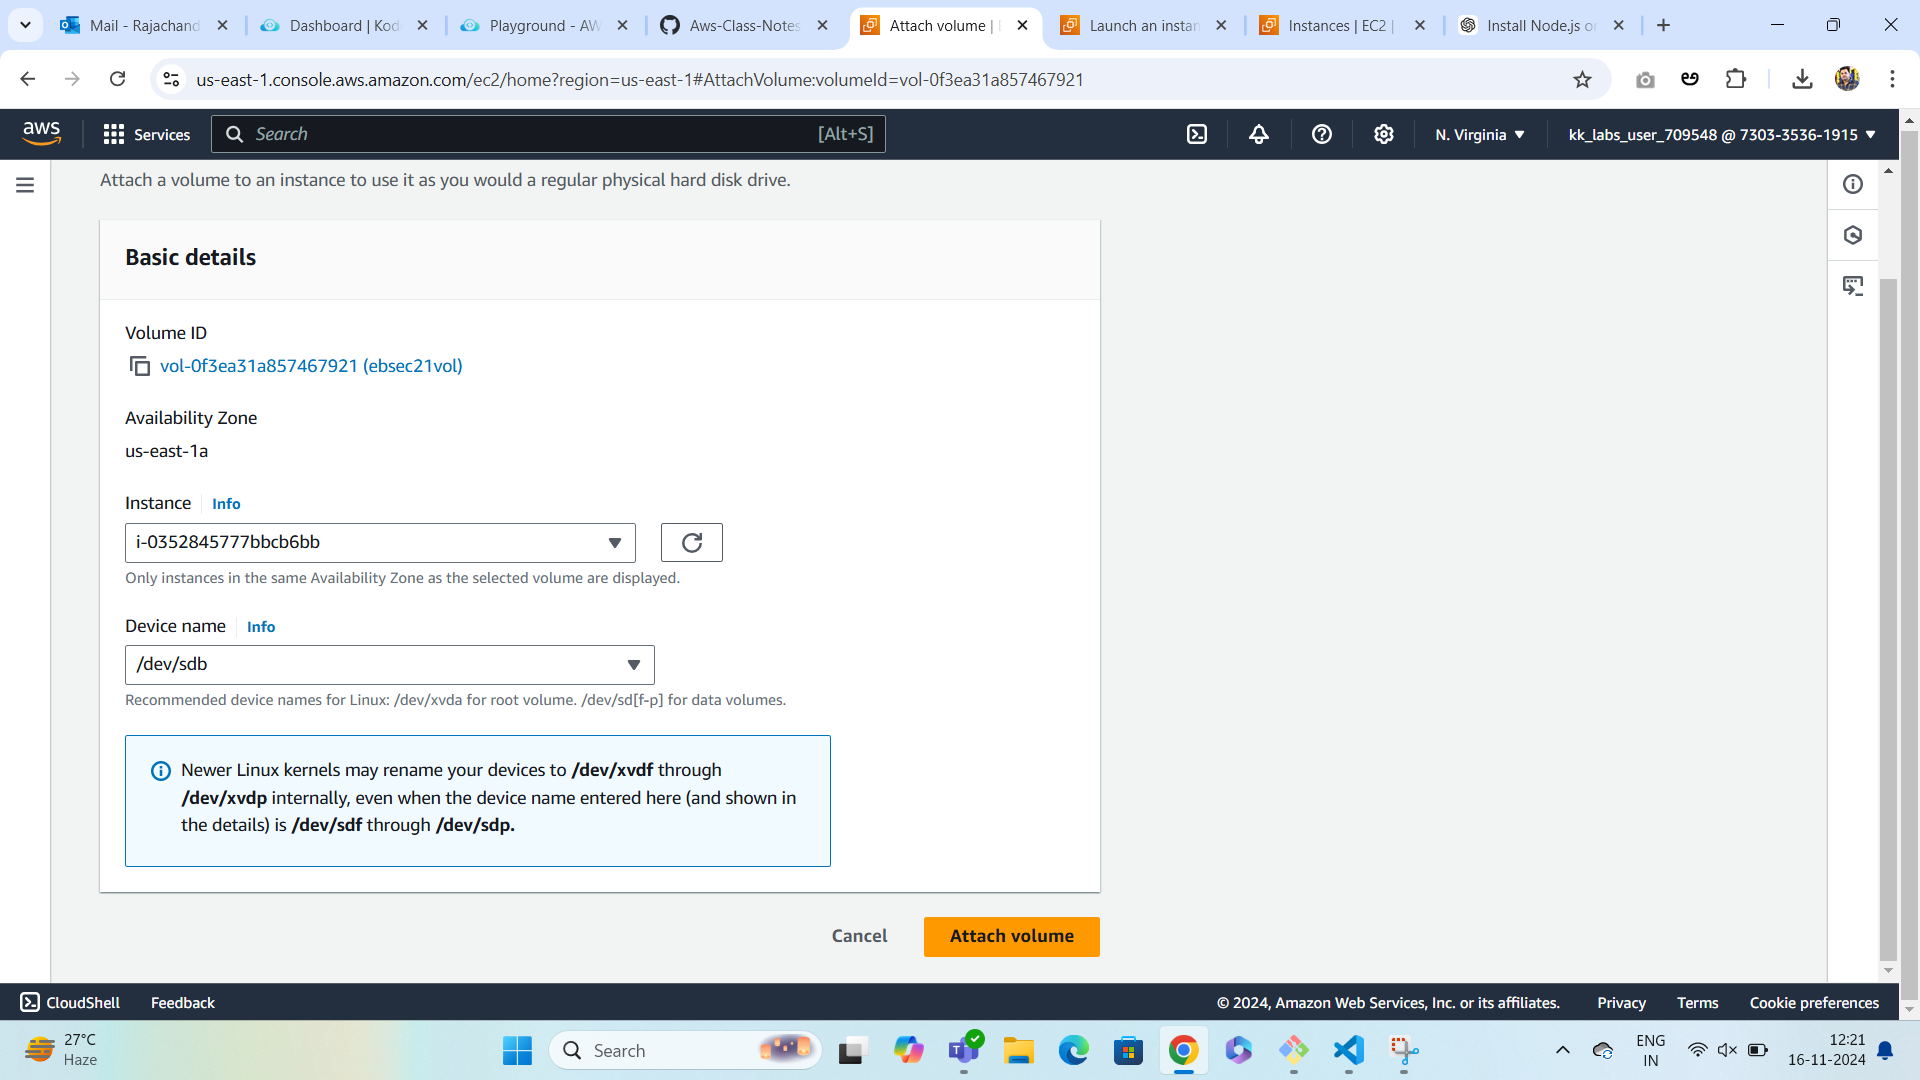 Mail - Rajachand
Dashboard | Kod
Playground - AW
Aws-Class-Notes
Attach volume | E
Launch an instan
Instances | EC2 |
Install Node.js or
us-east-1.console.aws.amazon.com/ec2/home?region=us-east-1#AttachVolume:volumeId=vol-0f3ea31a857467921
aws
Services
Search
[Alt+S]
N. Virginia
kk_labs_user_709548 @ 7303-3536-1915
Attach a volume to an instance to use it as you would a regular physical hard disk drive.
Basic details
Volume ID
vol-0f3ea31a857467921 (ebsec21vol)
Availability Zone
us-east-1a
Instance Info
i-0352845777bbcb6bb
Only instances in the same Availability Zone as the selected volume are displayed.
Device name Info
/dev/sdb
Recommended device names for Linux: /dev/xvda for root volume. /dev/sd[f-p] for data volumes.
Newer Linux kernels may rename your devices to /dev/xvdf through
/dev/xvdp internally, even when the device name entered here (and shown in
the details) is /dev/sdf through /dev/sdp.
Cancel
Attach volume
CloudShell
Feedback
© 2024, Amazon Web Services, Inc. or its affiliates.
Privacy
Terms
Cookie preferences
27°C
Haze
Search
ENG
IN
12:21
16-11-2024